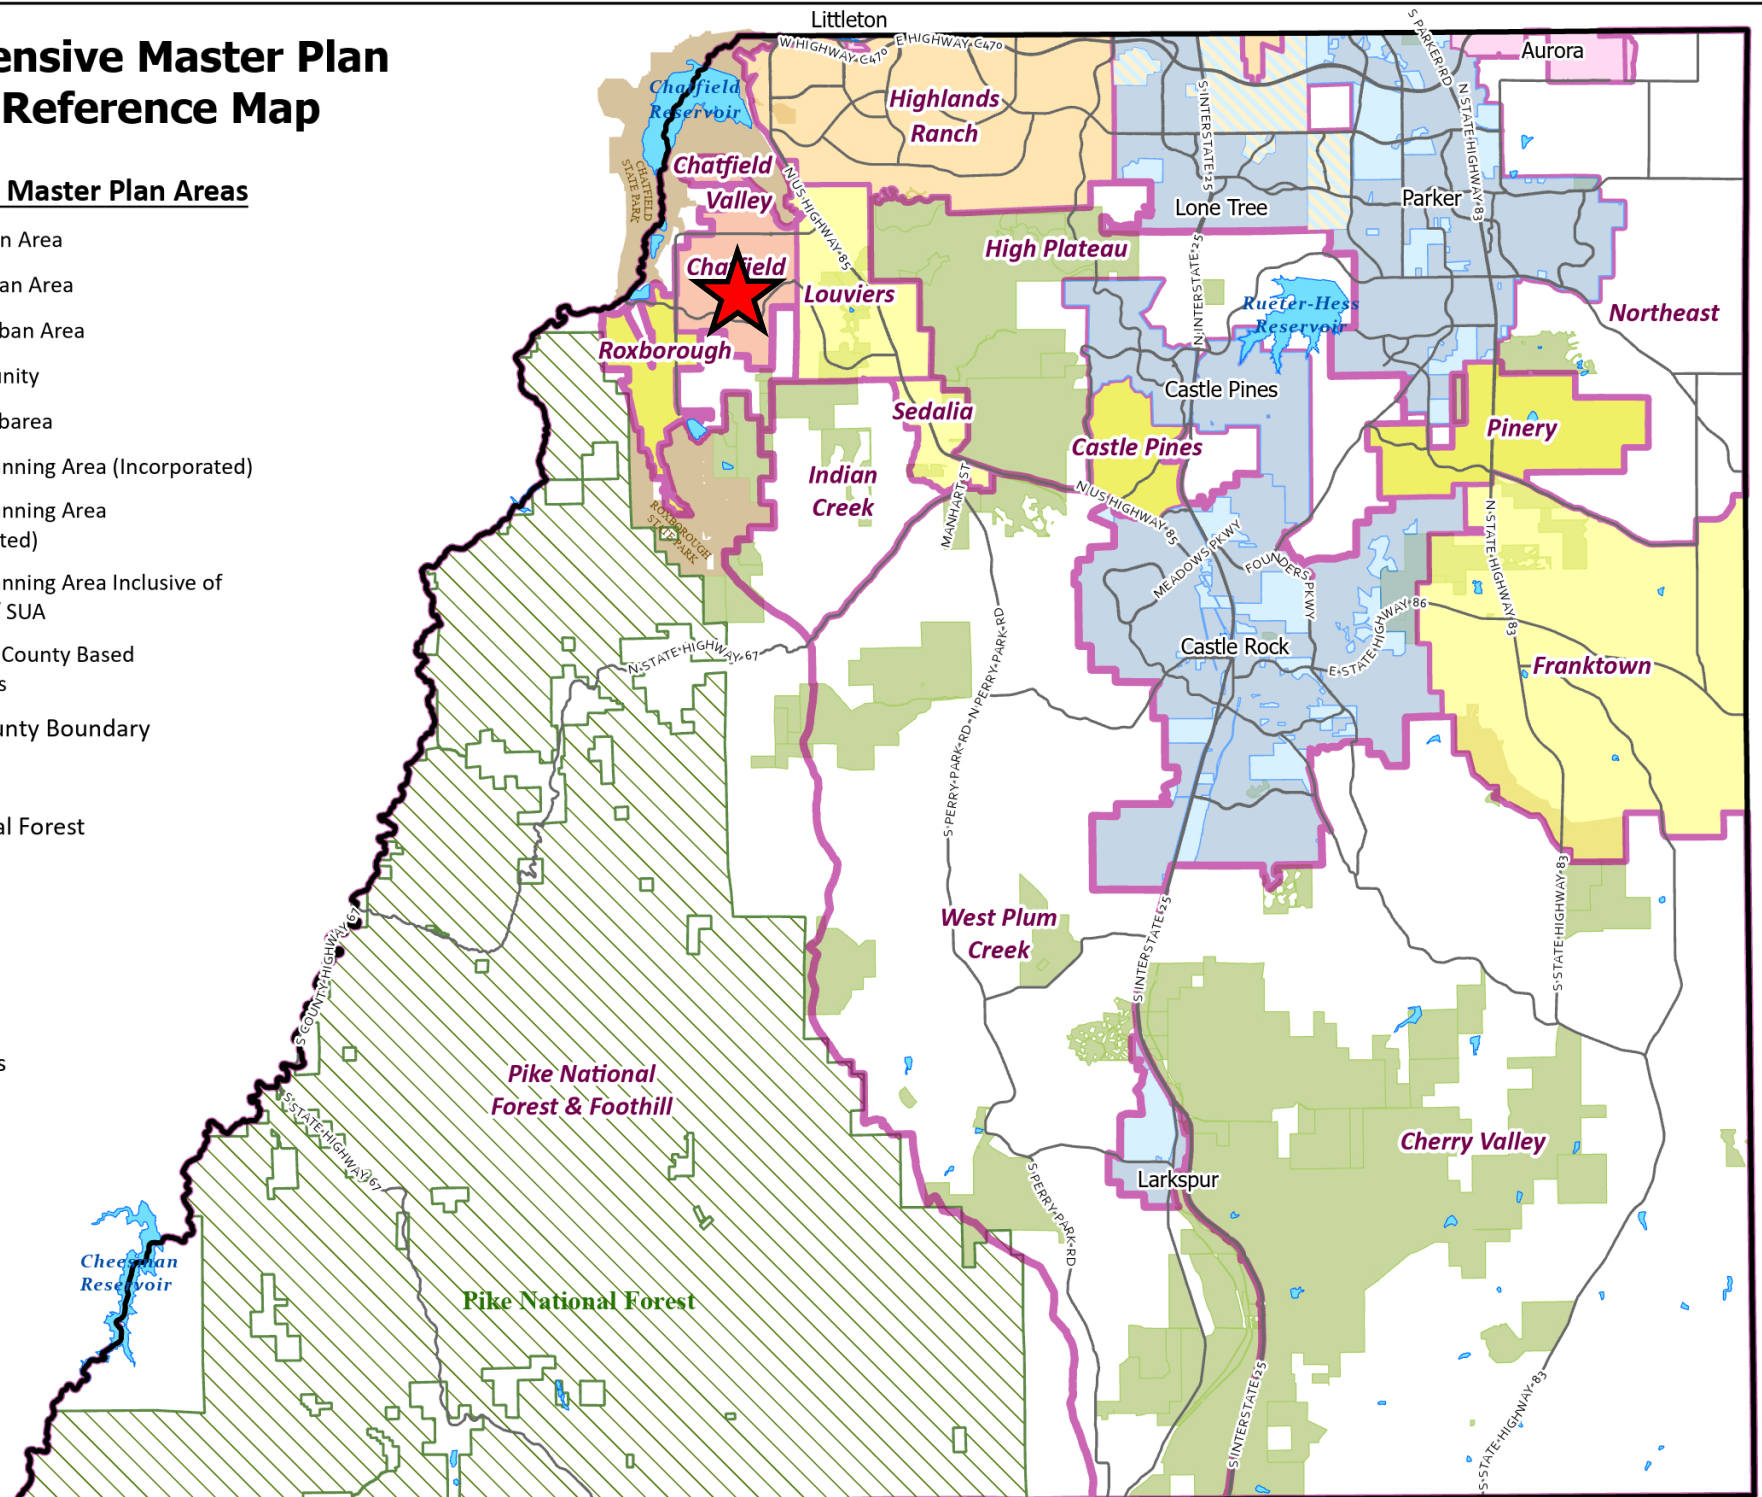 ensive Master Plan
Reference Map
Master Plan Areas
n Area
an Area
ban Area
nity
barea
nning Area (Incorporated)
nning Area
ted)
nning Area Inclusive of
SUA
County Based
s
unty Boundary
al Forest
s
Littleton
W HIGHWAY C470
E HIGHWAY C470
S PARKER RD
Aurora
Chatfield
Reservoir
Highlands
Ranch
S INTERSTATE 25
N STATE HIGHWAY 83
CHATFIELD
STATE PARK
Chatfield
Valley
N US HIGHWAY 85
Lone Tree
Parker
High Plateau
N INTERSTATE 25
Chatfield
Louviers
Rueter-Hess
Reservoir
Northeast
Roxborough
Castle Pines
Sedalia
Castle Pines
Pinery
Indian
Creek
MANHART ST
N US HIGHWAY 85
ROXBOROUGH
STATE PARK
MEADOWS PKWY
FOUNDERS PKWY
N STATE HIGHWAY 83
E STATE HIGHWAY 86
N STATE HIGHWAY 67
N PERRY PARK RD
Castle Rock
Franktown
S PERRY PARK RD
S COUNTY HIGHWAY 67
West Plum
Creek
S INTERSTATE 25
S STATE HIGHWAY 83
Pike National
Forest & Foothill
S STATE HIGHWAY 67
Cherry Valley
Larkspur
S PERRY PARK RD
Cheesman
Reservoir
Pike National Forest
S INTERSTATE 25
S STATE HIGHWAY 83